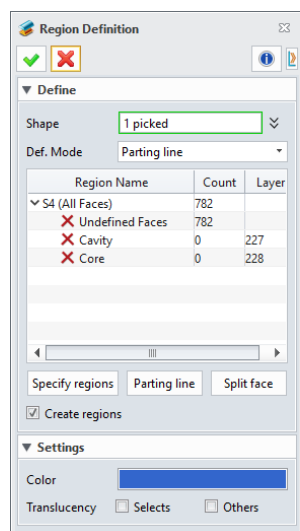 Region Definition
Define
Shape 1 picked
Def. Mode Parting line
Region Name Count Layer
S4 (All Faces) 782
Undefined Faces 782
Cavity 0 227
Core 0 228
Specify regions Parting line Split face
Create regions
Settings
Color
Translucency Selects Others